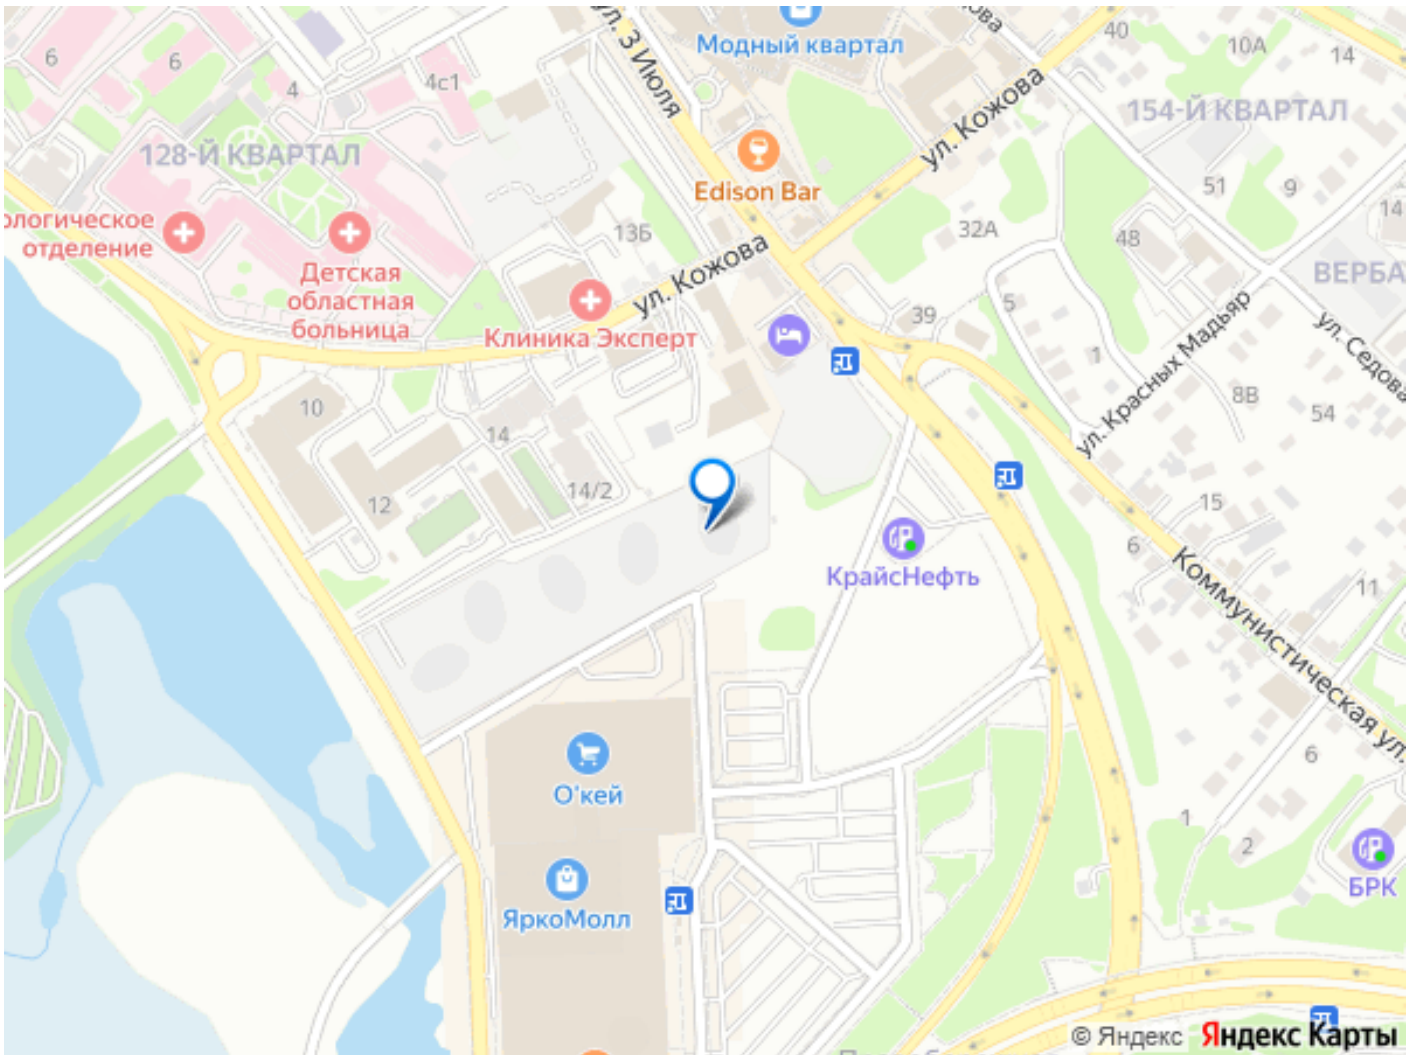 Модный квартал
ова
40
10А
14
6
6
4
4с1
ул. 3 Июля
ул. Кожова
154-Й КВАРТАЛ
128-Й КВАРТАЛ
Edison Bar
51
9
14
ологическое
отделение
Детская
областная
больница
13Б
32А
48
ВЕРБА
ул. Кожова
Клиника Эксперт
39
5
1
ул. Красных Мадьяр
ул. Седова
8В
54
10
14
12
14/2
15
6
КрайсНефть
Коммунистическая ул.
11
О'кей
6
1
2
БРК
ЯркоМолл
© Яндекс Яндекс Карты